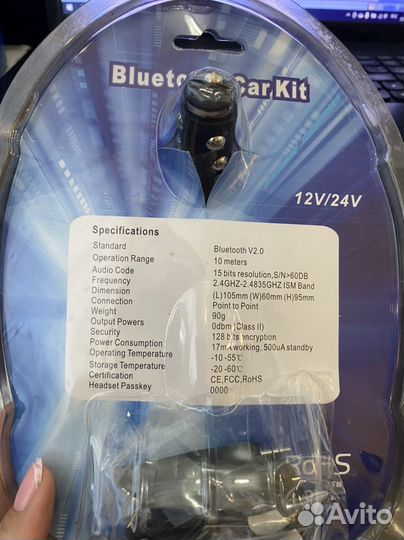 Bluetooth Car Kit
12V/24V
Specifications
Standard Bluetooth V2.0
Operation Range 10 meters
Audio Code 15 bits resolution,S/N>60DB
Frequency 2.4GHZ-2.4835GHZ ISM Band
Dimension (L)105mm (W)60mm (H)95mm
Connection Point to Point
Weight 90g
Output Powers 0dbm (Class II)
Security 128 bits encryption
Power Consumption 17mA working, 500uA standby
Operating Temperature -10 -55℃
Storage Temperature -20 -60℃
Certification CE,FCC,RoHS
Headset Passkey 0000
RoHS
Avito